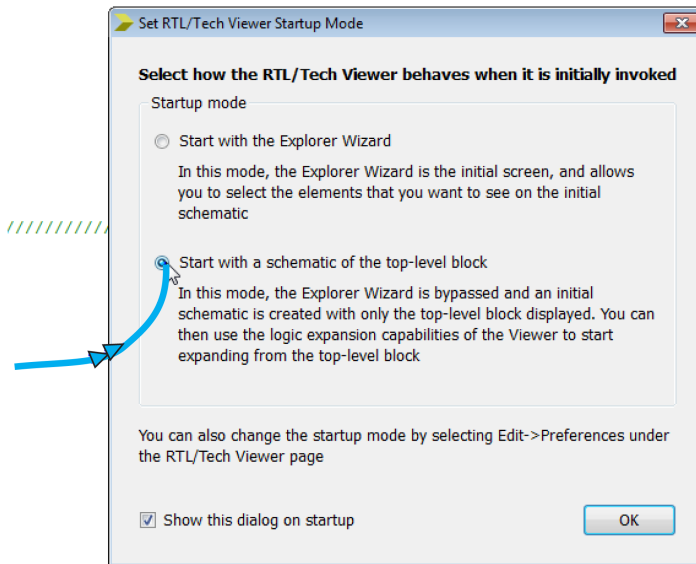 Set RTL/Tech Viewer Startup Mode
Select how the RTL/Tech Viewer behaves when it is initially invoked
Startup mode
Start with the Explorer Wizard
In this mode, the Explorer Wizard is the initial screen, and allows
you to select the elements that you want to see on the initial
schematic
///////////
Start with a schematic of the top-level block
In this mode, the Explorer Wizard is bypassed and an initial
schematic is created with only the top-level block displayed. You can
then use the logic expansion capabilities of the Viewer to start
expanding from the top-level block
You can also change the startup mode by selecting Edit->Preferences under
the RTL/Tech Viewer page
Show this dialog on startup
OK